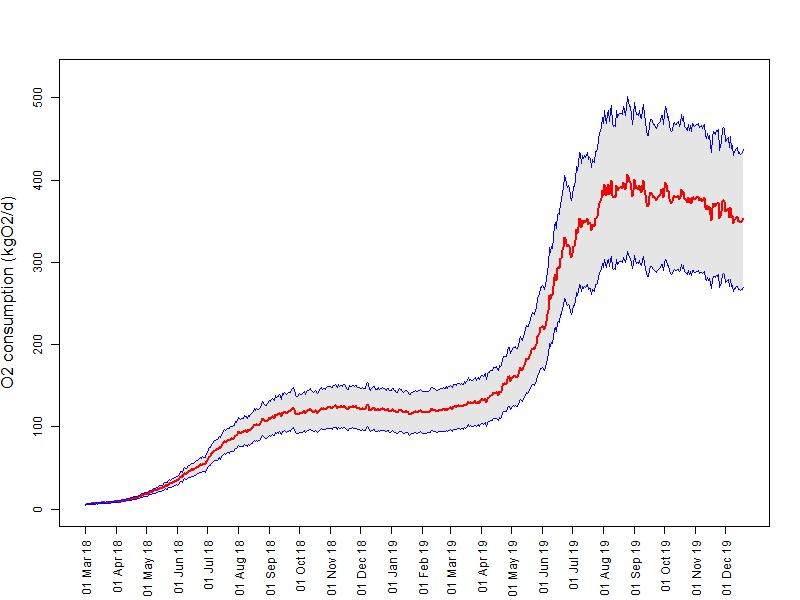 O2 consumption (kgO2/d)
500
400
300
200
100
0
01 Mar 18
01 Apr 18
01 May 18
01 Jun 18
01 Jul 18
01 Aug 18
01 Sep 18
01 Oct 18
01 Nov 18
01 Dec 18
01 Jan 19
01 Feb 19
01 Mar 19
01 Apr 19
01 May 19
01 Jun 19
01 Jul 19
01 Aug 19
01 Sep 19
01 Oct 19
01 Nov 19
01 Dec 19